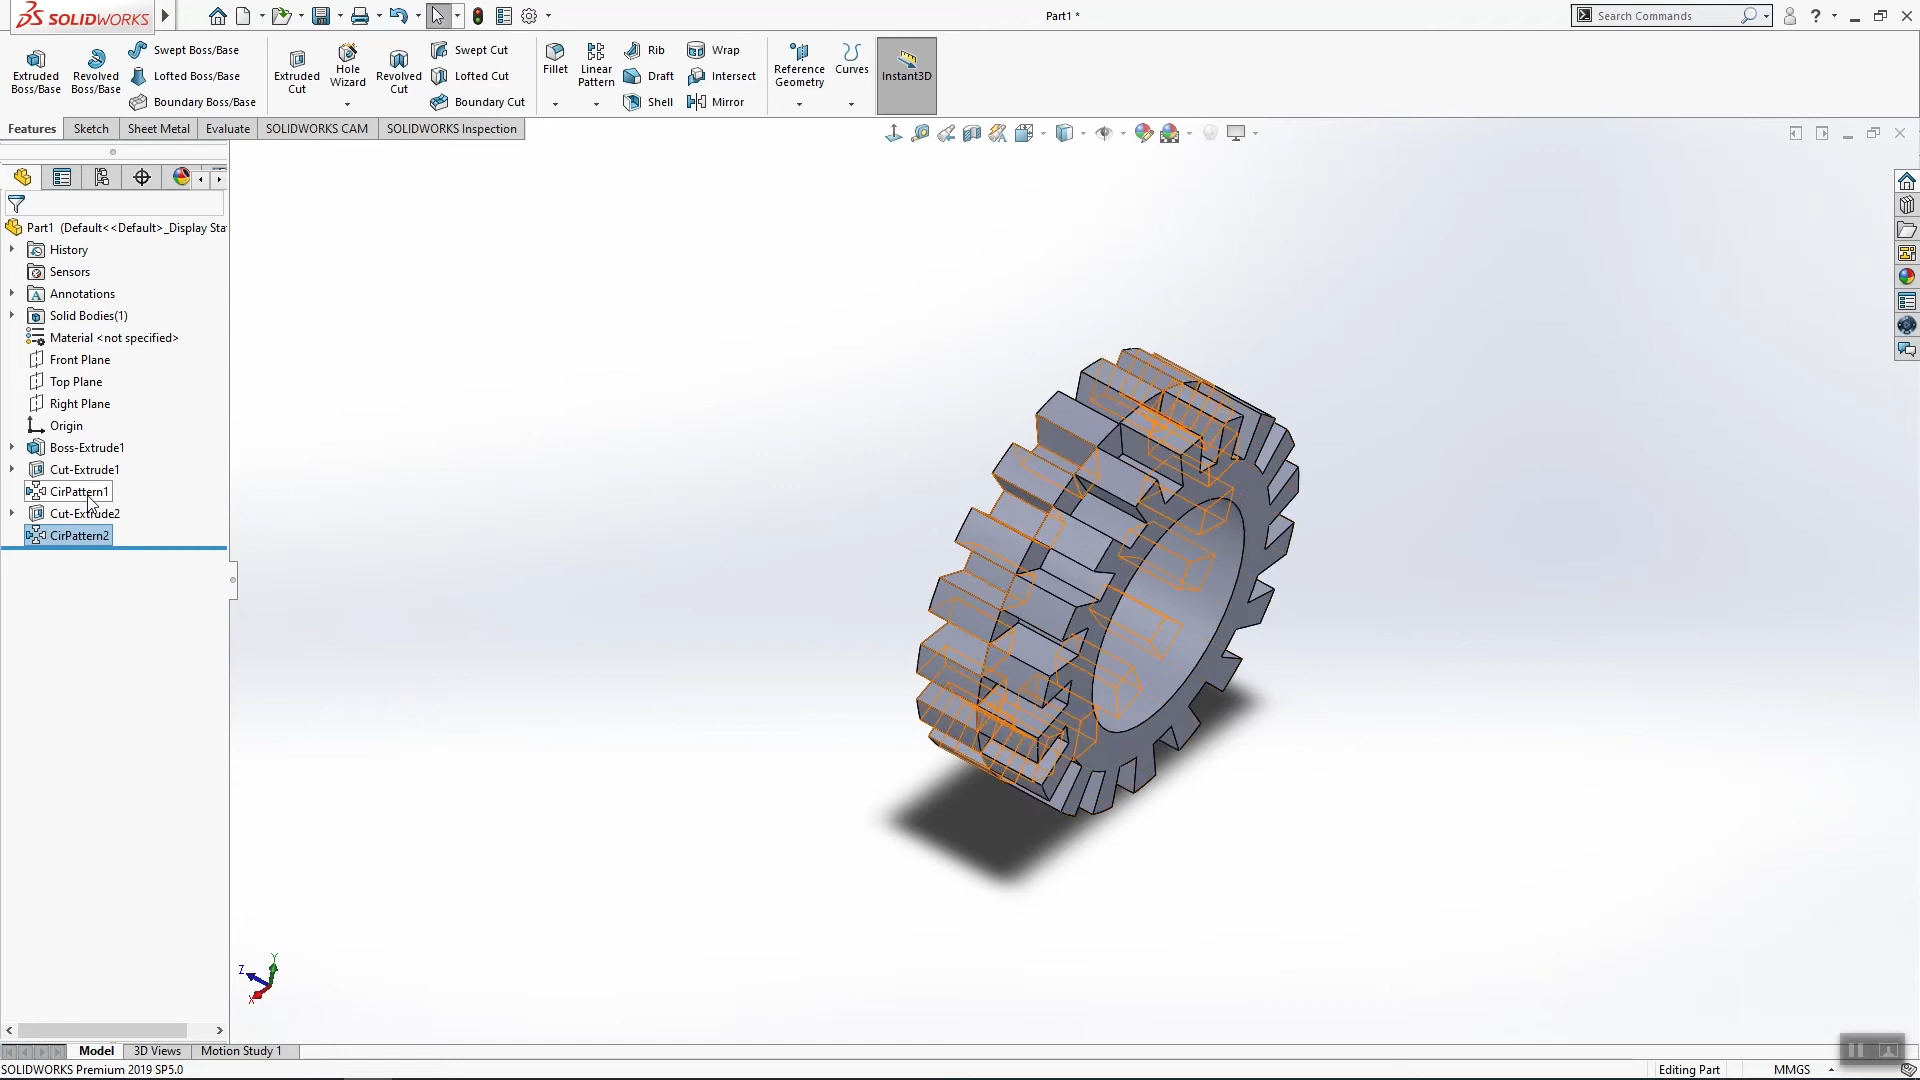 SOLIDWORKS
Part1 *
Search Commands
?
Extruded Boss/Base
Revolved Boss/Base
Swept Boss/Base
Lofted Boss/Base
Boundary Boss/Base
Extruded Cut
Hole Wizard
Revolved Cut
Swept Cut
Lofted Cut
Boundary Cut
Fillet
Linear Pattern
Rib
Draft
Shell
Wrap
Intersect
Mirror
Reference Geometry
Curves
Instant3D
Features
Sketch
Sheet Metal
Evaluate
SOLIDWORKS CAM
SOLIDWORKS Inspection
Part1 (Default<<Default>_Display Sta
History
Sensors
Annotations
Solid Bodies(1)
Material <not specified>
Front Plane
Top Plane
Right Plane
Origin
Boss-Extrude1
Cut-Extrude1
CirPattern1
Cut-Extrude2
CirPattern2
Z Y X
Model
3D Views
Motion Study 1
SOLIDWORKS Premium 2019 SP5.0
Editing Part
MMGS